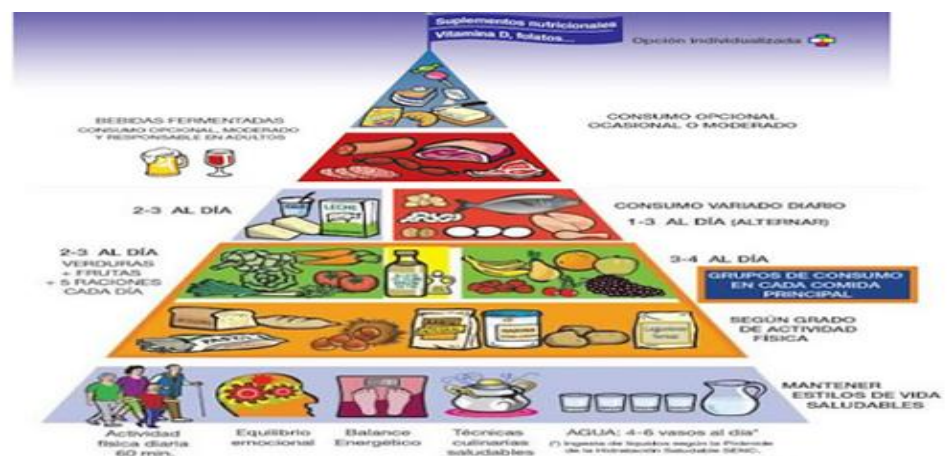 Suplementos nutricionales
Vitamina D, folatos...
Opción individualizada
BEBIDAS FERMENTADAS
CONSUMO OPCIONAL, MODERADO
Y RESPONSABLE EN ADULTOS
CONSUMO OPCIONAL
OCASIONAL O MODERADO
2-3 AL DÍA
LECHE
CONSUMO VARIADO DIARIO
1-3 AL DÍA (ALTERNAR)
2-3 AL DÍA
VERDURAS
+ FRUTAS
+ 5 RACIONES
CADA DÍA
3-4 AL DÍA
GRUPOS DE CONSUMO
EN CADA COMIDA
PRINCIPAL
PASTA
HARINA
SEGÚN GRADO
DE ACTIVIDAD
FÍSICA
MANTENER
ESTILOS DE VIDA
SALUDABLES
Actividad
física diaria
60 min.
Equilibrio
emocional
Balance
Energético
Técnicas
culinarias
saludables
AGUA: 4-6 vasos al día*
(*) Ingesta de líquidos según la Pirámide
de la Hidratación Saludable SENC.